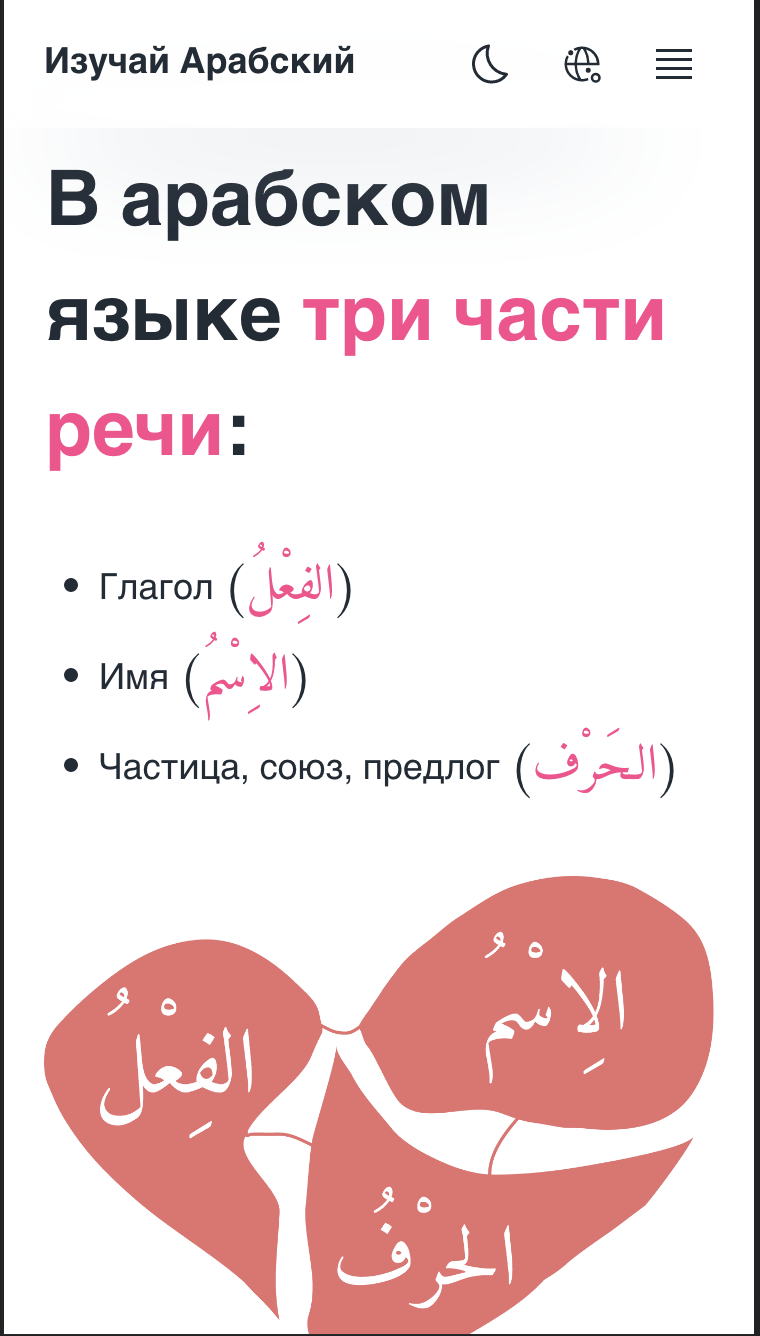 Изучай Арабский
В арабском
языке три части
речи:
Глагол (الفِعْلُ)
Имя (الاِسْمُ)
Частица, союз, предлог (الحَرْف)
الاِسْمُ
الفِعْلُ
الحرْفُ